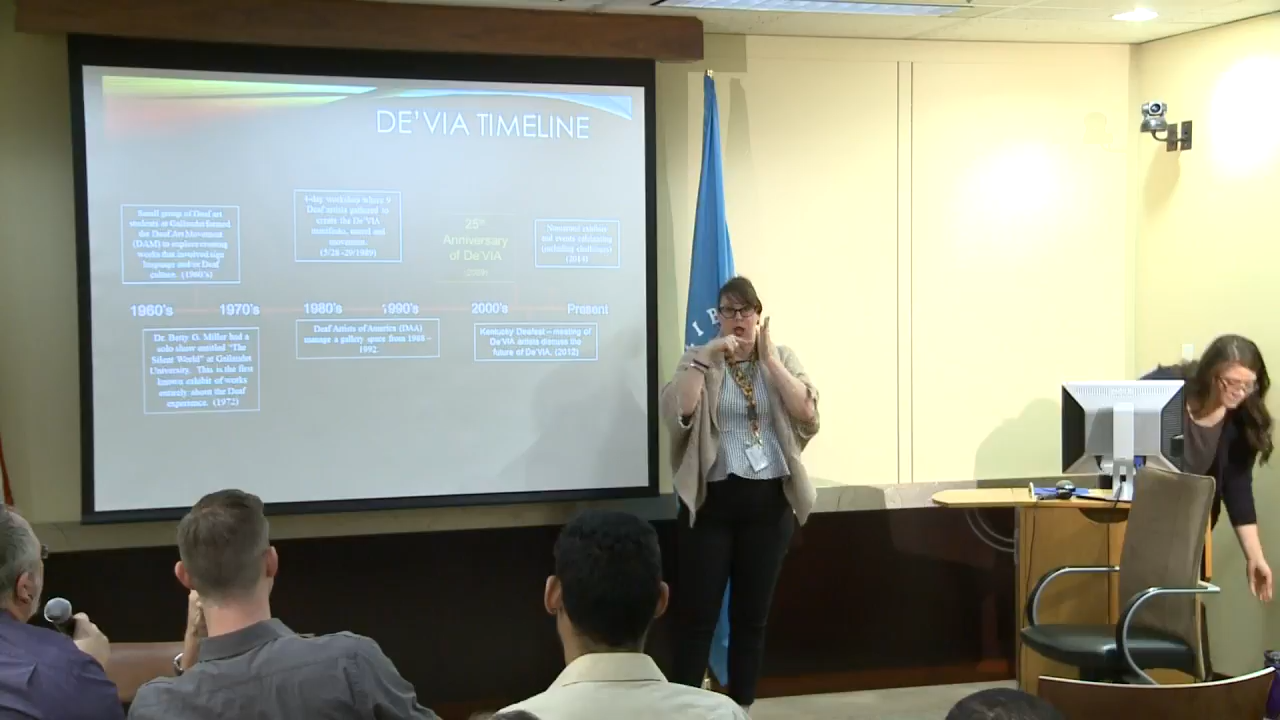 DE'VIA TIMELINE
Small group of Deaf art
students at Gallaudet formed
the Deaf Art Movement
(DAM) to explore creating
works that involved sign
language and/or Deaf
culture. (1960's)
4-day workshop where 9
Deaf artists gathered to
create the De'VIA
manifesto, mural and
movement.
(5/28 -29/1989)
25th
Anniversary
of De'VIA
Numerous exhibits
and events
(2014)
1960's
1970's
1980's
1990's
2000's
Present
Dr. Betty G. Miller had a
solo show entitled "The
Silent World" at Gallaudet
University. This is the first
known exhibit of works
entirely about the Deaf
experience. (1972)
Deaf Artists of America (DAA)
manage a gallery space from 1988 -
1992.
Kentucky Deafest – meeting of
De'VIA artists discuss the
future of De'VIA. (2012)